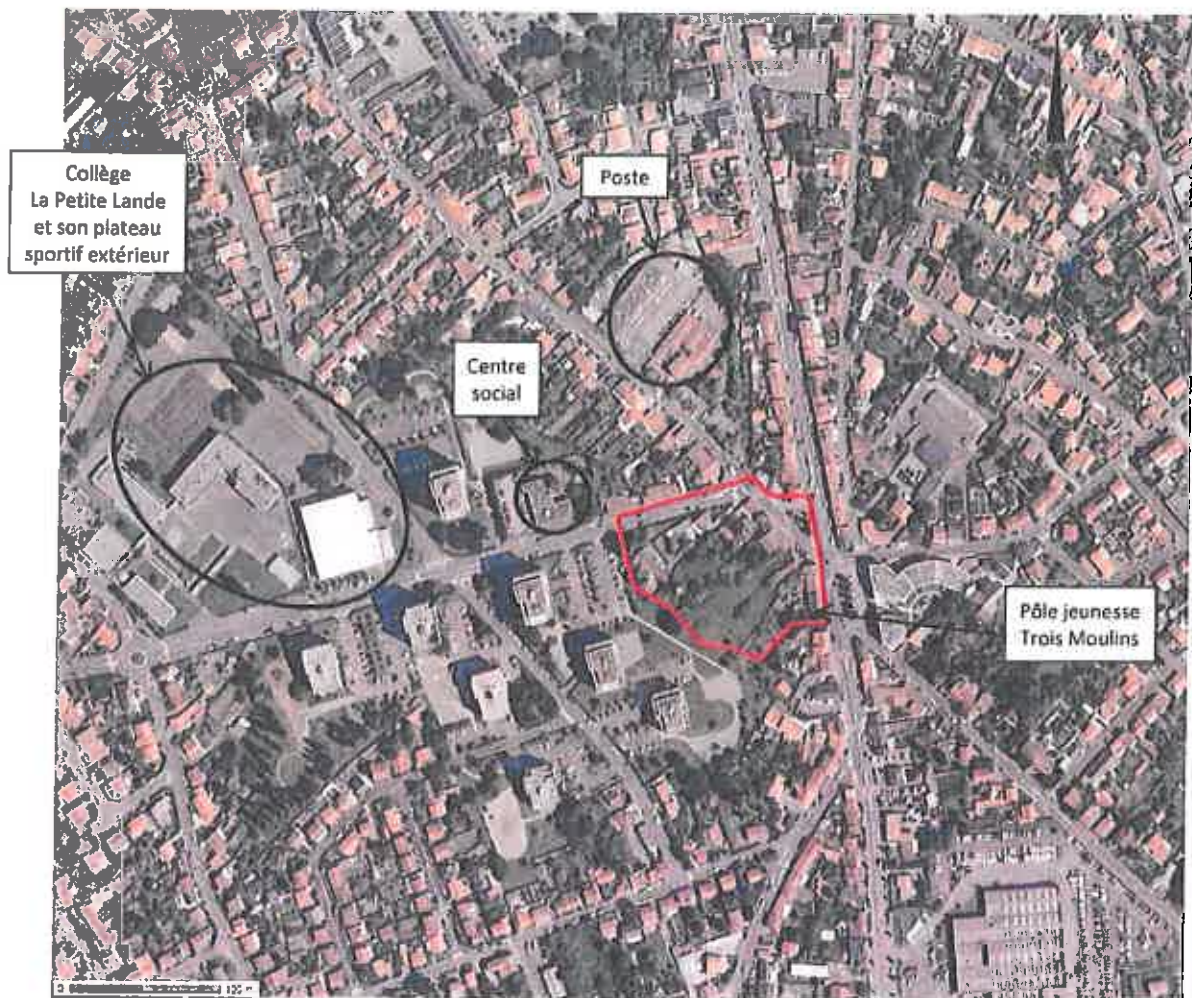 Collège
La Petite Lande
et son plateau
sportif extérieur
Poste
Centre
social
Pôle jeunesse
Trois Moulins